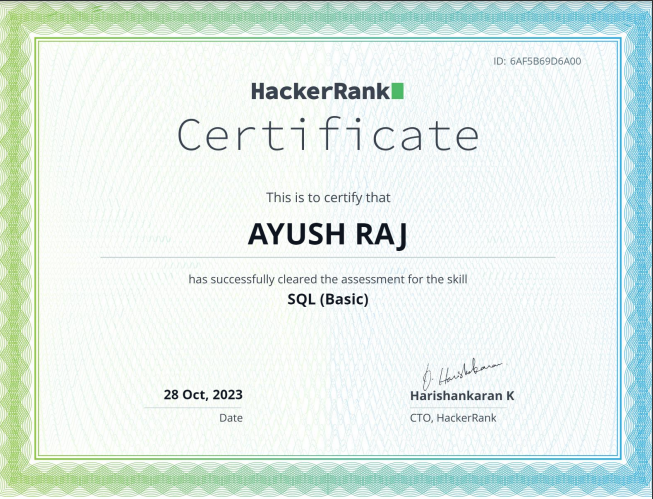 ID: 6AF5B69D6A00
HackerRank
Certificate
This is to certify that
AYUSH RAJ
has successfully cleared the assessment for the skill
SQL (Basic)
28 Oct, 2023
Date
Harishankaran K
CTO, HackerRank